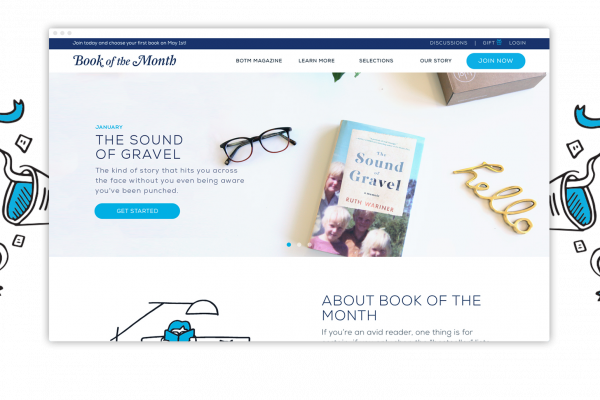 Join today and choose your first book on May 1st!
DISCUSSIONS | GIFT LOGIN
Book of the Month
BOTM MAGAZINE LEARN MORE SELECTIONS OUR STORY JOIN NOW
JANUARY
THE SOUND
OF GRAVEL
The kind of story that hits you across
the face without you even being aware
you've been punched.
GET STARTED
The
Sound
of
Gravel
A MEMOIR
RUTH WARINER
hello
ABOUT BOOK OF THE
MONTH
If you're an avid reader, one thing is for